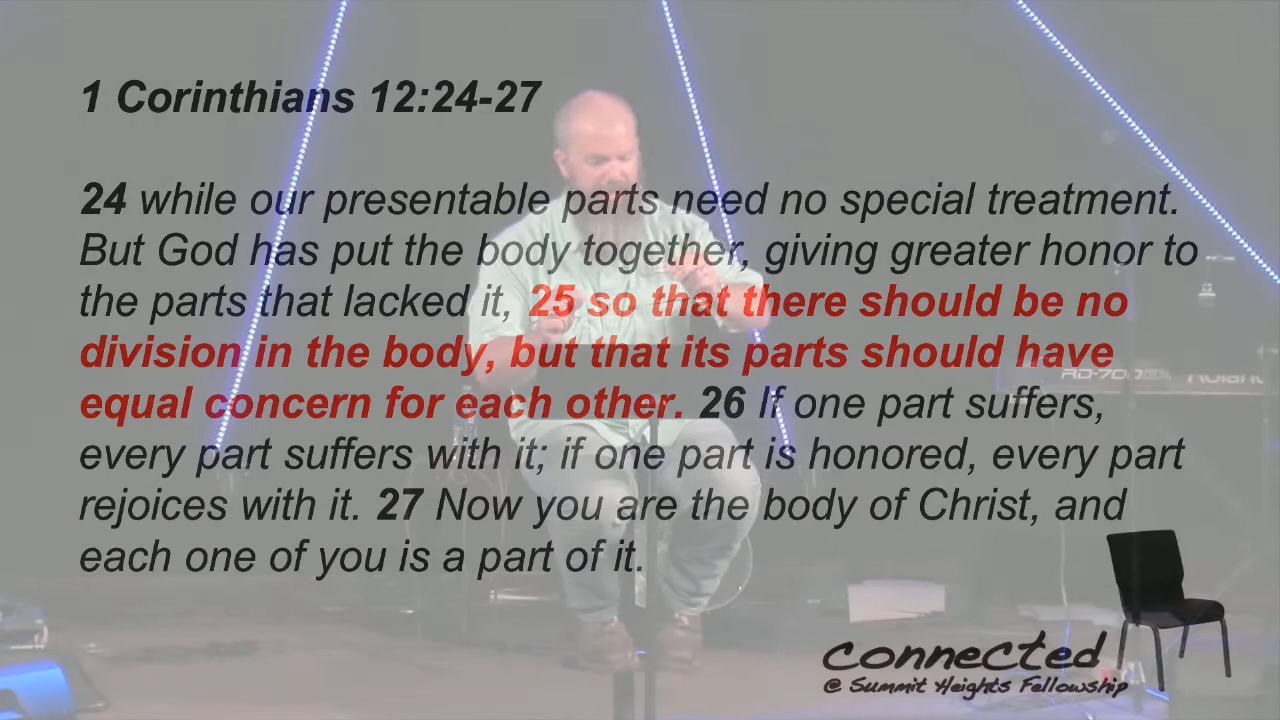 1 Corinthians 12:24-27
24 while our presentable parts need no special treatment.
But God has put the body together, giving greater honor to
the parts that lacked it, 25 so that there should be no
division in the body, but that its parts should have
equal concern for each other. 26 If one part suffers,
every part suffers with it; if one part is honored, every part
rejoices with it. 27 Now you are the body of Christ, and
each one of you is a part of it.
RD-700SX Roland
connected
@ Summit Heights Fellowship